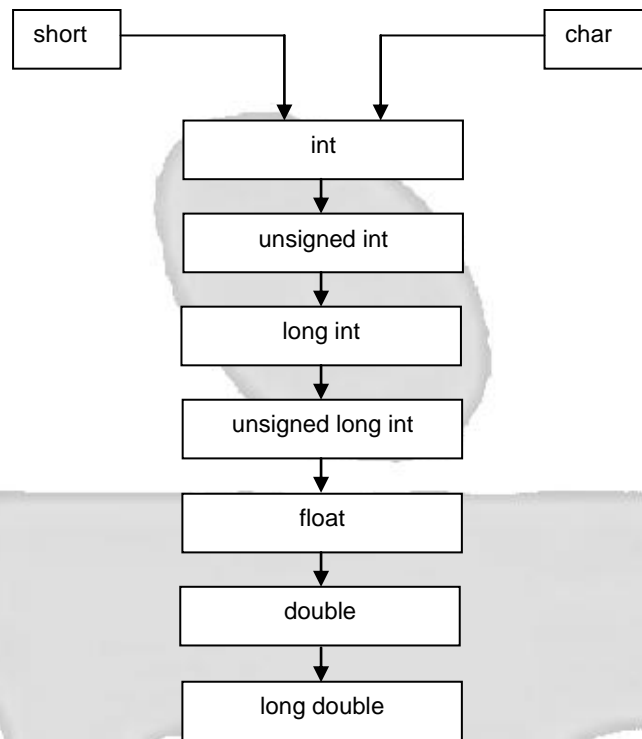 short
char
int
unsigned int
long int
unsigned long int
float
double
long double